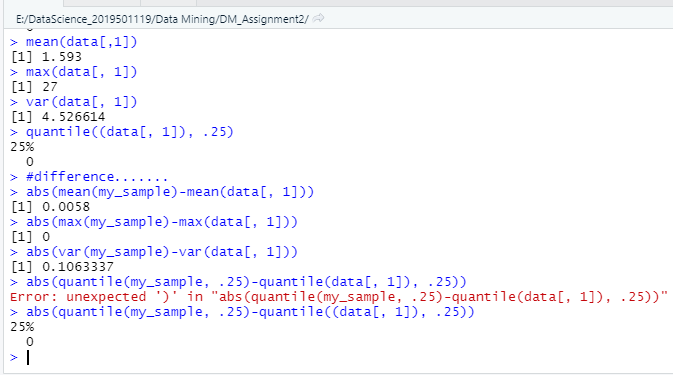 E:/DataScience_2019501119/Data Mining/DM_Assignment2/
> mean(data[,1])
[1] 1.593
> max(data[, 1])
[1] 27
> var(data[, 1])
[1] 4.526614
> quantile((data[, 1]), .25)
25%
0
> #difference.......
> abs(mean(my_sample)-mean(data[, 1]))
[1] 0.0058
> abs(max(my_sample)-max(data[, 1]))
[1] 0
> abs(var(my_sample)-var(data[, 1]))
[1] 0.1063337
> abs(quantile(my_sample, .25)-quantile(data[, 1]), .25))
Error: unexpected ')' in "abs(quantile(my_sample, .25)-quantile(data[, 1]), .25))"
> abs(quantile(my_sample, .25)-quantile((data[, 1]), .25))
25%
0
>